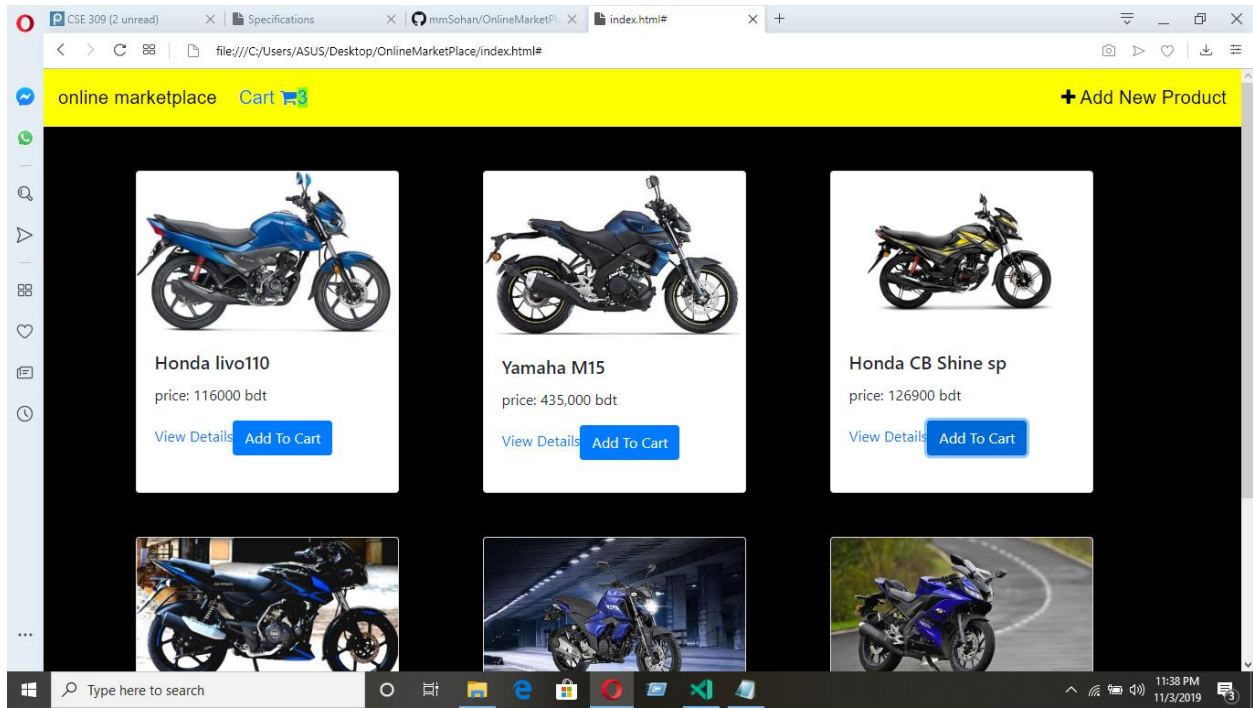 CSE 309 (2 unread)
Specifications
mmSohan/OnlineMarketPl
index.html#
file:///C:/Users/ASUS/Desktop/OnlineMarketPlace/index.html#
online marketplace Cart 3
Add New Product
Honda livo110
price: 116000 bdt
View Details Add To Cart
Yamaha M15
price: 435,000 bdt
View Details Add To Cart
Honda CB Shine sp
price: 126900 bdt
View Details Add To Cart
Type here to search
11:38 PM
11/3/2019
3